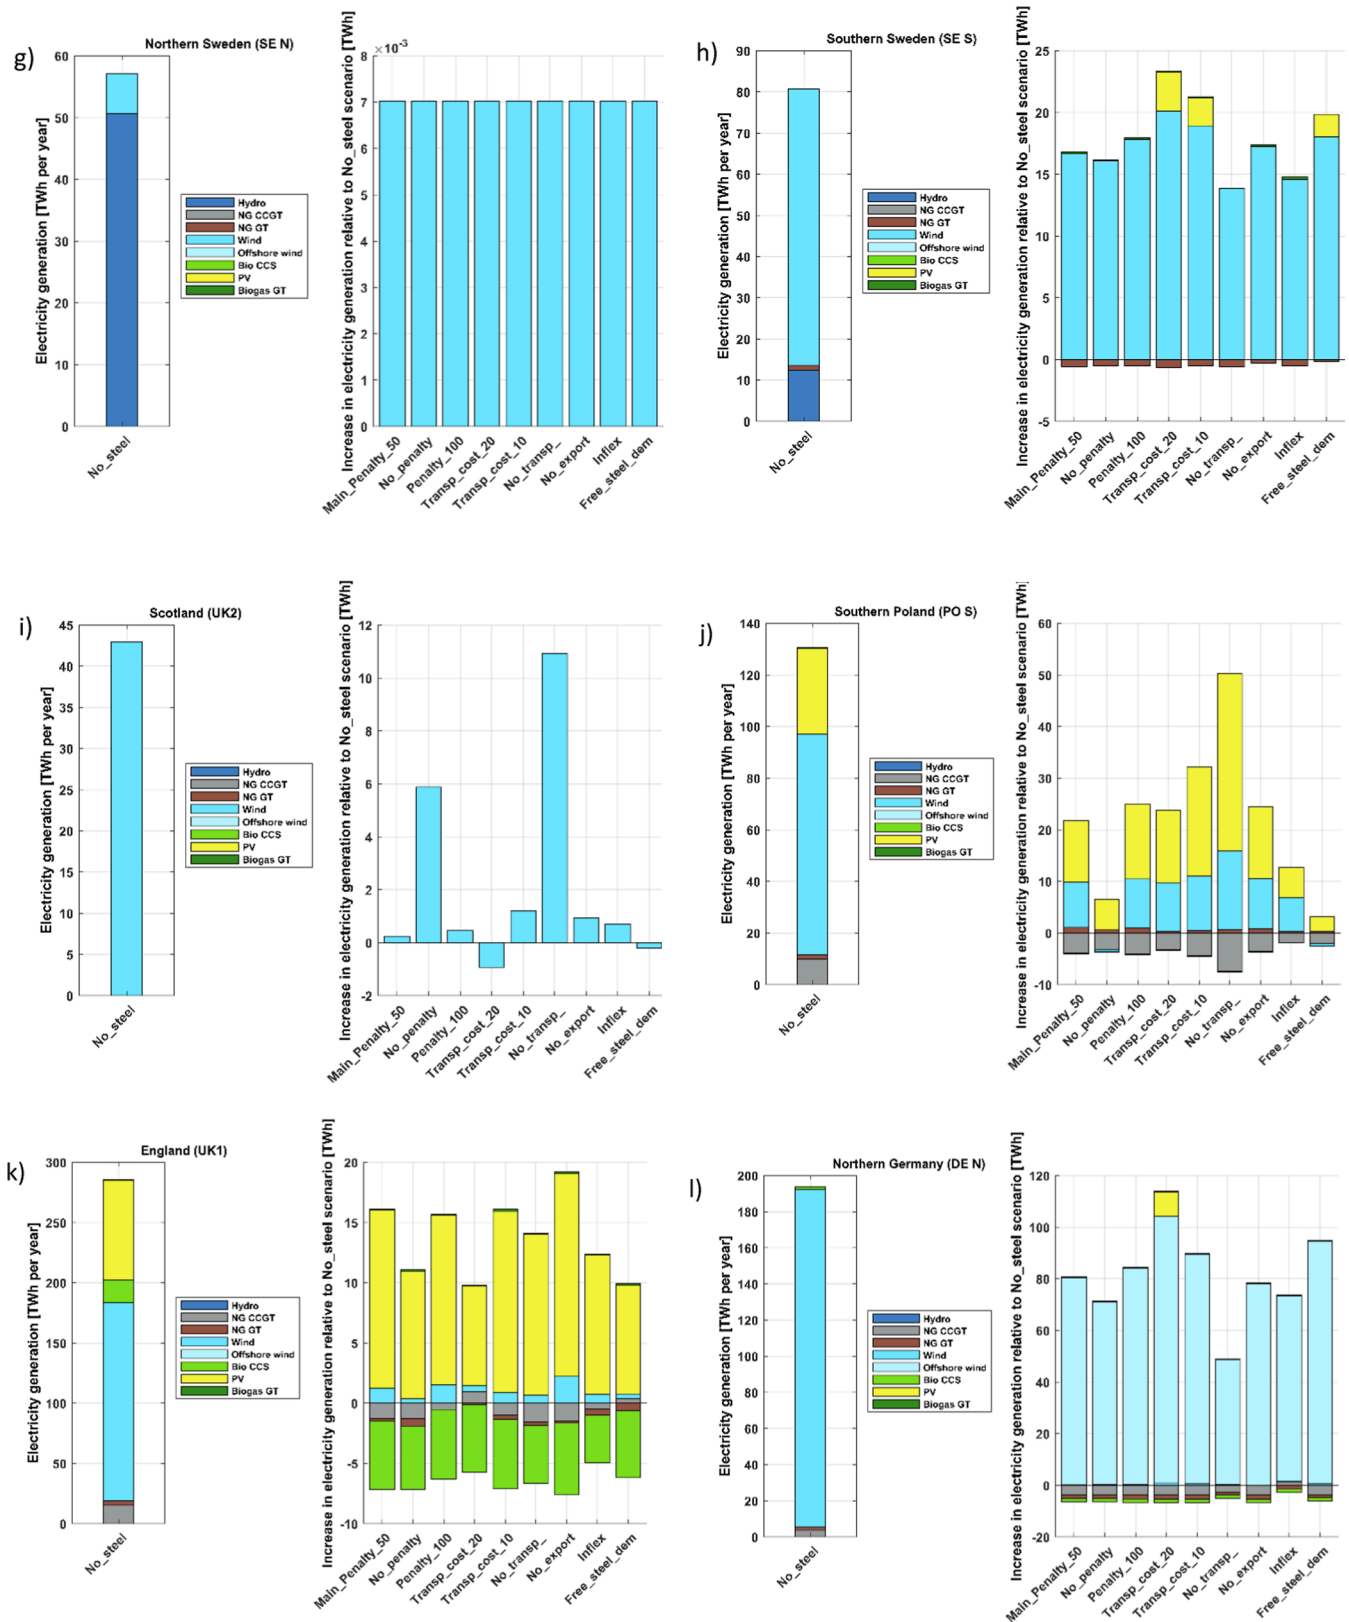 g)
Northern Sweden (SE N)
Electricity generation [TWh per year]
60
50
40
30
20
10
0
No_steel
Hydro
NG CCGT
NG GT
Wind
Offshore wind
Bio CCS
PV
Biogas GT
Increase in electricity generation relative to No_steel scenario [TWh]
×10-3
8
7
6
5
4
3
2
1
0
Main_Penalty_50
No_penalty
Penalty_100
Transp_cost_20
Transp_cost_10
No_transp_
No_export
Inflex
Free_steel_dem
h)
Southern Sweden (SE S)
Electricity generation [TWh per year]
90
80
70
60
50
40
30
20
10
0
No_steel
Hydro
NG CCGT
NG GT
Wind
Offshore wind
Bio CCS
PV
Biogas GT
Increase in electricity generation relative to No_steel scenario [TWh]
25
20
15
10
5
0
-5
Main_Penalty_50
No_penalty
Penalty_100
Transp_cost_20
Transp_cost_10
No_transp_
No_export
Inflex
Free_steel_dem
i)
Scotland (UK2)
Electricity generation [TWh per year]
45
40
35
30
25
20
15
10
5
0
No_steel
Hydro
NG CCGT
NG GT
Wind
Offshore wind
Bio CCS
PV
Biogas GT
Increase in electricity generation relative to No_steel scenario [TWh]
12
10
8
6
4
2
0
-2
Main_Penalty_50
No_penalty
Penalty_100
Transp_cost_20
Transp_cost_10
No_transp_
No_export
Inflex
Free_steel_dem
j)
Southern Poland (PO S)
Electricity generation [TWh per year]
140
120
100
80
60
40
20
0
No_steel
Hydro
NG CCGT
NG GT
Wind
Offshore wind
Bio CCS
PV
Biogas GT
Increase in electricity generation relative to No_steel scenario [TWh]
60
50
40
30
20
10
0
-10
Main_Penalty_50
No_penalty
Penalty_100
Transp_cost_20
Transp_cost_10
No_transp_
No_export
Inflex
Free_steel_dem
k)
England (UK1)
Electricity generation [TWh per year]
300
250
200
150
100
50
0
No_steel
Hydro
NG CCGT
NG GT
Wind
Offshore wind
Bio CCS
PV
Biogas GT
Increase in electricity generation relative to No_steel scenario [TWh]
20
15
10
5
0
-5
-10
Main_Penalty_50
No_penalty
Penalty_100
Transp_cost_20
Transp_cost_10
No_transp_
No_export
Inflex
Free_steel_dem
l)
Northern Germany (DE N)
Electricity generation [TWh per year]
200
180
160
140
120
100
80
60
40
20
0
No_steel
Hydro
NG CCGT
NG GT
Wind
Offshore wind
Bio CCS
PV
Biogas GT
Increase in electricity generation relative to No_steel scenario [TWh]
120
100
80
60
40
20
0
-20
Main_Penalty_50
No_penalty
Penalty_100
Transp_cost_20
Transp_cost_10
No_transp_
No_export
Inflex
Free_steel_dem